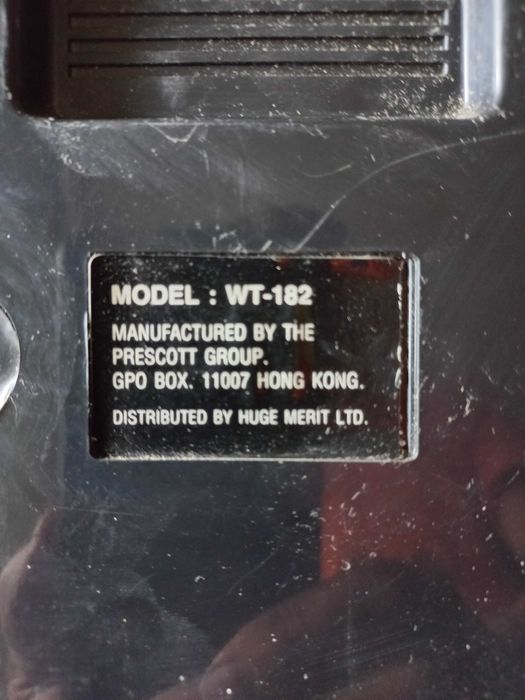 MODEL : WT-182
MANUFACTURED BY THE
PRESCOTT GROUP.
GPO BOX. 11007 HONG KONG.
DISTRIBUTED BY HUGE MERIT LTD.